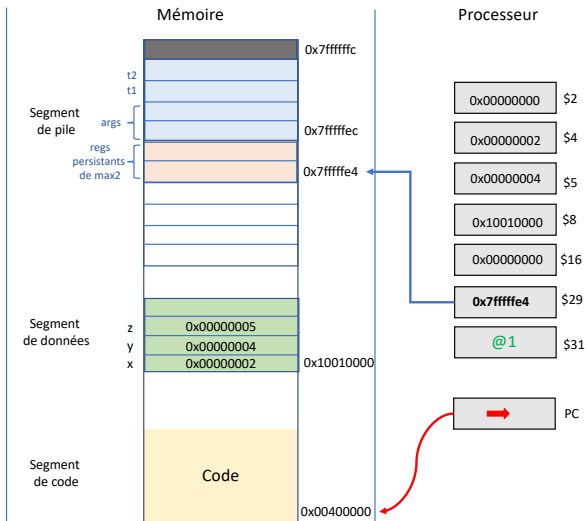 Mémoire
Processeur
0x7ffffffc
t2
t1
Segment
de pile
args
0x7fffffec
regs
persistants
de max2
0x7fffffe4
0x00000000 $2
0x00000002 $4
0x00000004 $5
0x10010000 $8
0x00000000 $16
0x7fffffe4 $29
@1 $31
PC
Segment
de données
z 0x00000005
y 0x00000004
x 0x00000002 0x10010000
Segment
de code
Code
0x00400000